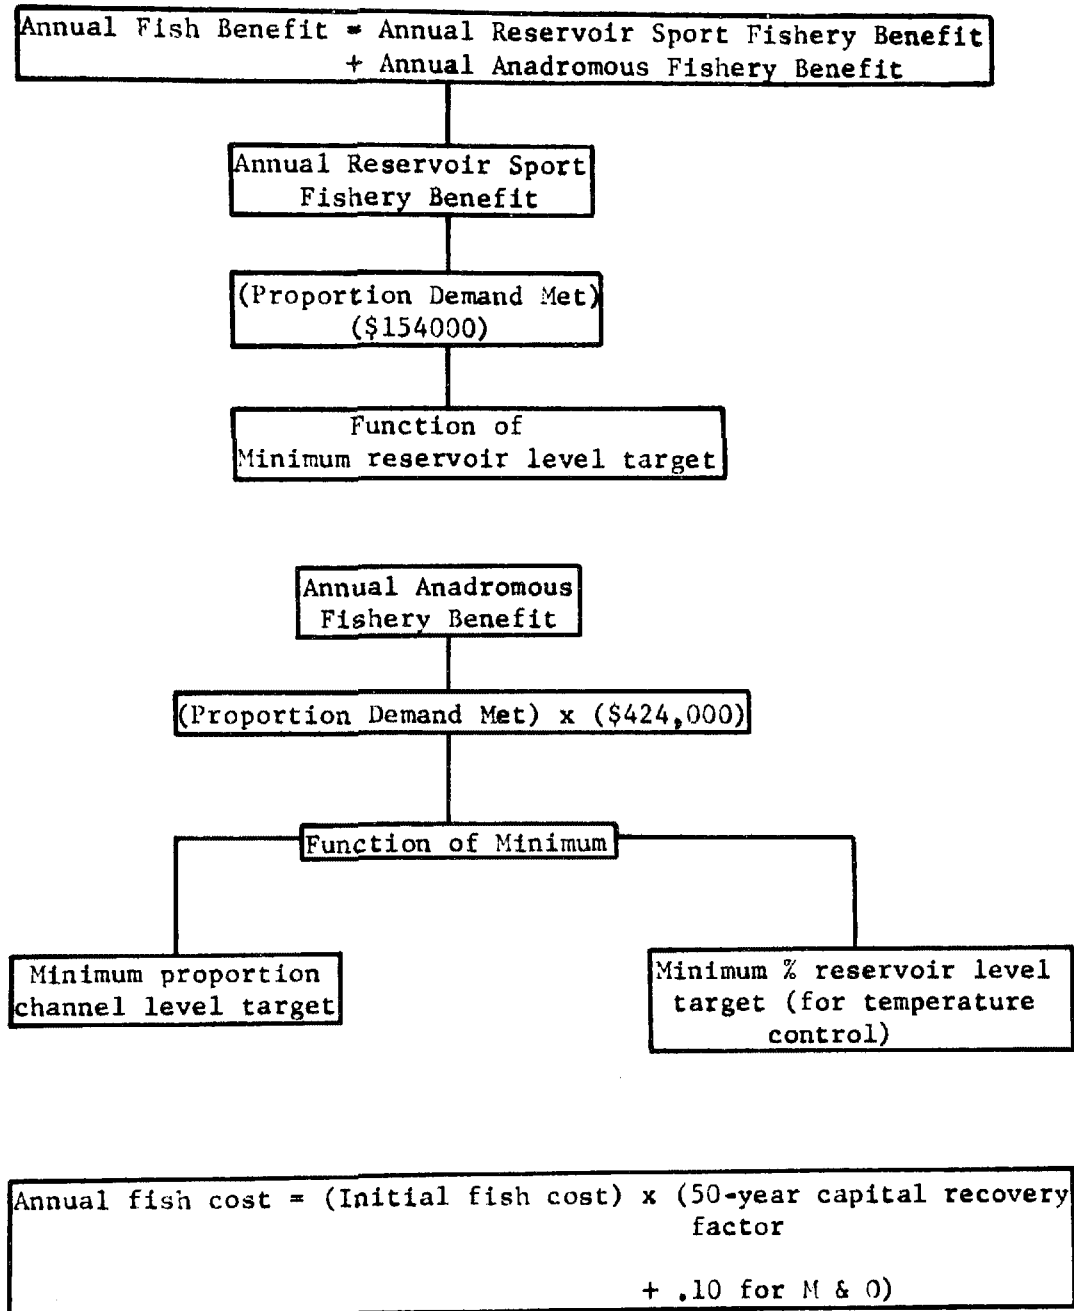 Annual Fish Benefit = Annual Reservoir Sport Fishery Benefit
+ Annual Anadromous Fishery Benefit
Annual Reservoir Sport
Fishery Benefit
(Proportion Demand Met)
($154000)
Function of
Minimum reservoir level target
Annual Anadromous
Fishery Benefit
(Proportion Demand Met) x ($424,000)
Function of Minimum
Minimum proportion
channel level target
Minimum % reservoir level
target (for temperature
control)
Annual fish cost = (Initial fish cost) x (50-year capital recovery
factor
+ .10 for M & O)